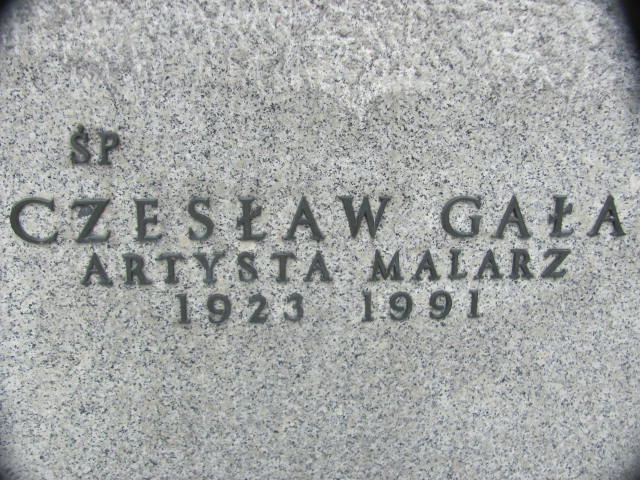 ŚP
CZESŁAW GAŁA
ARTYSTA MALARZ
1923 1991